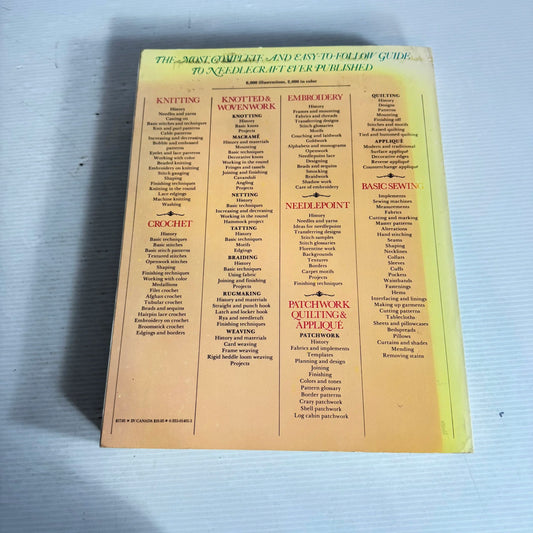 THE MOST COMPLETE AND EASY-TO-FOLLOW GUIDE
TO NEEDLECRAFT EVER PUBLISHED
6,000 illustrations, 2,000 in color
KNITTING
History
Needles and yarns
Casting on
Basic stitches and techniques
Knit and purl patterns
Cable patterns
Increasing and decreasing
Bobble and embossed
patterns
Eyelet and lace patterns
Working with color
Beaded knitting
Embroidery on knitting
Stitch gauging
Shaping
Finishing techniques
Knitting in the round
Lace edgings
Machine knitting
Washing
CROCHET
History
Basic techniques
Basic stitches
Basic stitch patterns
Textured stitches
Openwork stitches
Shaping
Finishing techniques
Working with color
Medallions
Filet crochet
Afghan crochet
Tubular crochet
Beads and sequins
Hairpin lace crochet
Embroidery on crochet
Broomstick crochet
Edgings and borders
KNOTTED &
WOVENWORK
KNOTTING
History
Basic knots
Projects
MACRAMÉ
History and materials
Mounting
Basic techniques
Decorative knots
Working in the round
Fringes and tassels
Joining and finishing
Cavandoli
Angling
Projects
NETTING
History
Basic techniques
Increasing and decreasing
Working in the round
Hammock project
TATTING
History
Basic techniques
Motifs
Edgings
BRAIDING
History
Basic techniques
Using fabric
Joining and finishing
Projects
RUGMAKING
History and materials
Straight and punch hook
Latch and locker hook
Rya and needletuft
Finishing techniques
WEAVING
History and materials
Card weaving
Frame weaving
Rigid heddle loom weaving
Projects
EMBROIDERY
History
Frames and mounting
Fabrics and threads
Transferring designs
Stitch glossaries
Motifs
Couching and laidwork
Goldwork
Alphabets and monograms
Openwork
Needlepoint lace
Designing
Beads and sequins
Smocking
Braidwork
Shadow work
Care of embroidery
NEEDLEPOINT
History
Needles and yarns
Ideas for needlepoint
Transferring designs
Stitch samples
Stitch glossaries
Florentine work
Backgrounds
Textures
Borders
Carpet motifs
Projects
Finishing techniques
PATCHWORK
QUILTING &
APPLIQUÉ
PATCHWORK
History
Fabrics and implements
Templates
Planning and design
Joining
Finishing
Colors and tones
Pattern glossary
Border patterns
Crazy patchwork
Shell patchwork
Log cabin patchwork
QUILTING
History
Designs
Patterns
Mounting
Finishing off
Stitches and motifs
Raised quilting
Tied and buttoned quilting
APPLIQUÉ
Modern and traditional
Surface appliqué
Decorative edges
Reverse appliqué
Counterchange appliqué
BASIC SEWING
Implements
Sewing machines
Measurements
Fabrics
Cutting and marking
Master patterns
Alterations
Hand stitching
Seams
Shaping
Necklines
Collars
Sleeves
Cuffs
Pockets
Waistbands
Fastenings
Hems
Interfacing and linings
Making up garments
Cutting patterns
Tablecloths
Sheets and pillowcases
Bedspreads
Pillows
Curtains and shades
Mending
Removing stains